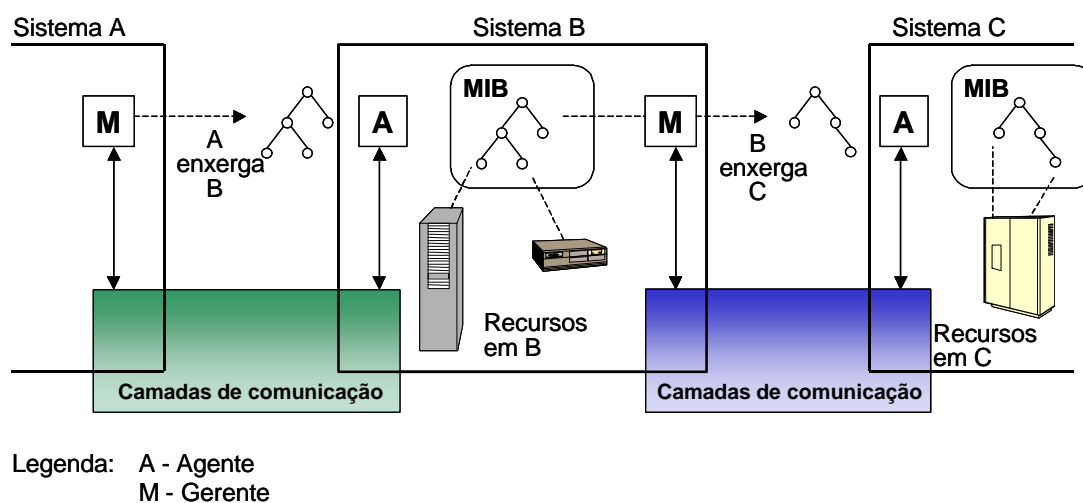 Sistema A
Sistema B
Sistema C
MIB
MIB
M
A
M
A
A
enxerga
B
B
enxerga
C
Recursos
em B
Recursos
em C
Camadas de comunicação
Camadas de comunicação
Legenda: A - Agente
M - Gerente